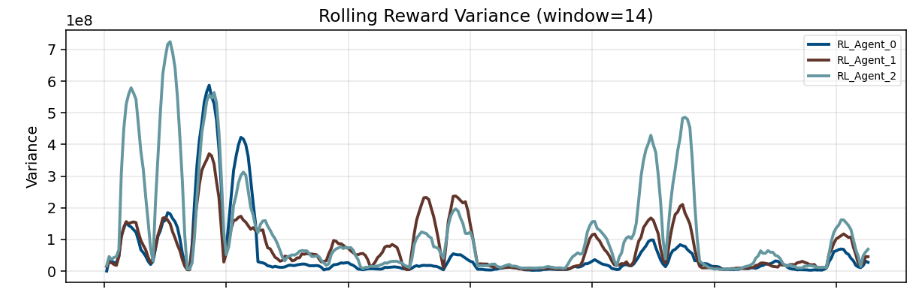 Rolling Reward Variance (window=14)
1e8
7
6
5
4
3
2
1
0
Variance
RL_Agent_0
RL_Agent_1
RL_Agent_2